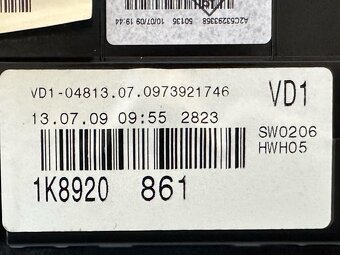 A2C53293358
50135 10/07/09 19:44
VD1-04813.07.0973921746
VD1
13.07.09 09:55 2823
SW0206
HWH05
1K8920 861